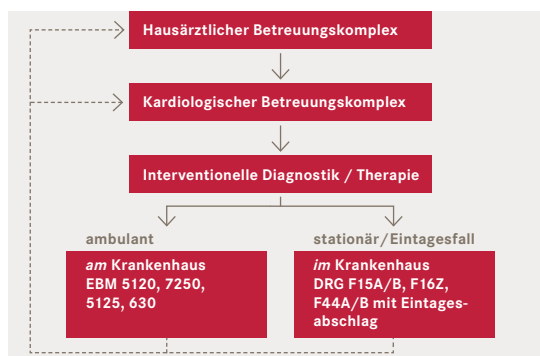 Hausärztlicher Betreuungskomplex
Kardiologischer Betreuungskomplex
Interventionelle Diagnostik / Therapie
ambulant
am Krankenhaus
EBM 5120, 7250,
5125, 630
stationär/Eintagesfall
im Krankenhaus
DRG F15A/B, F16Z,
F44A/B mit Eintages-
abschlag